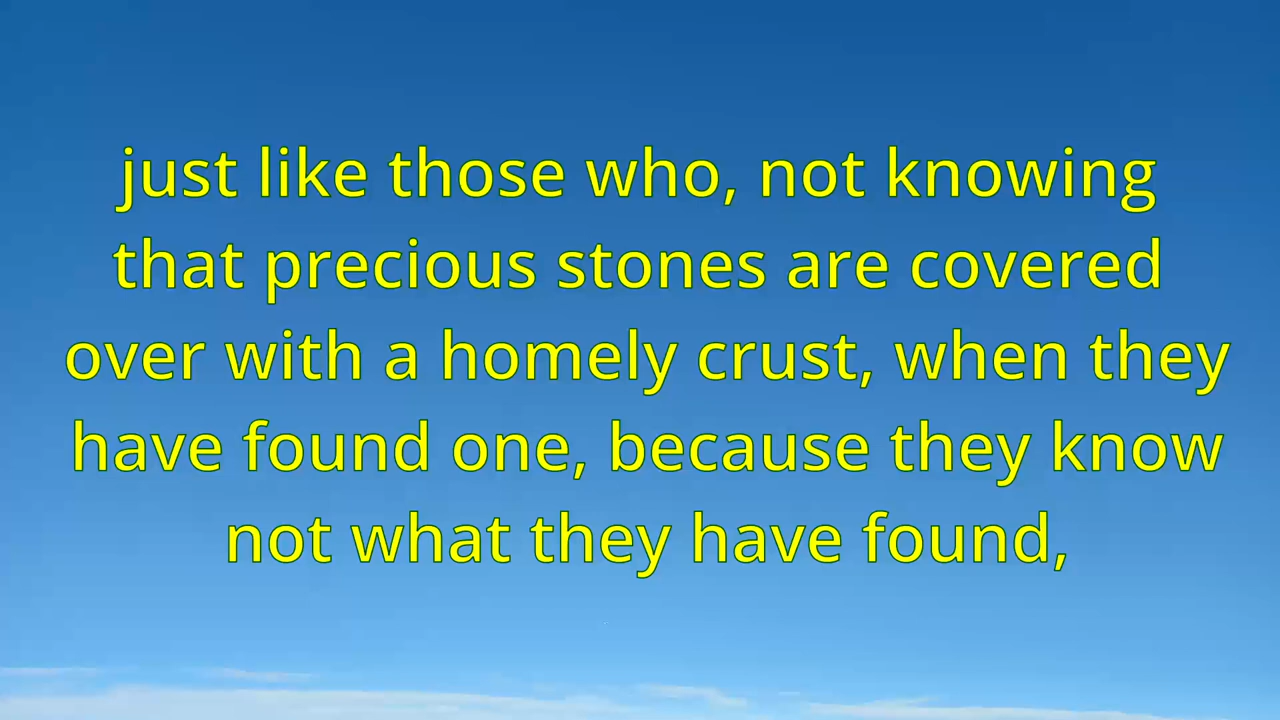 just like those who, not knowing
that precious stones are covered
over with a homely crust, when they
have found one, because they know
not what they have found,